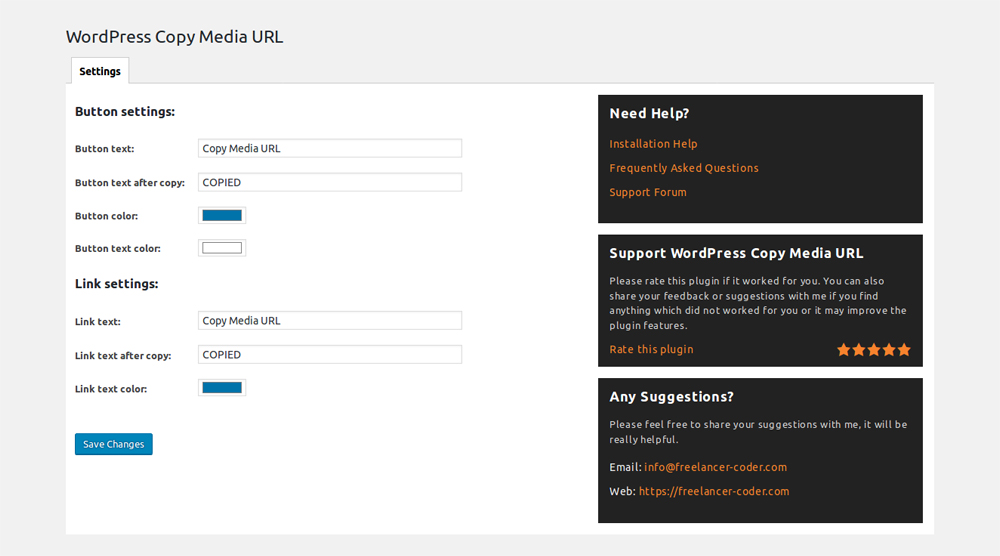 WordPress Copy Media URL
Settings
Button settings:
Button text: Copy Media URL
Button text after copy: COPIED
Button color:
Button text color:
Link settings:
Link text: Copy Media URL
Link text after copy: COPIED
Link text color:
Save Changes
Need Help?
Installation Help
Frequently Asked Questions
Support Forum
Support WordPress Copy Media URL
Please rate this plugin if it worked for you. You can also
share your feedback or suggestions with me if you find
anything which did not worked for you or it may improve the
plugin features.
Rate this plugin
Any Suggestions?
Please feel free to share your suggestions with me, it will be
really helpful.
Email: info@freelancer-coder.com
Web: https://freelancer-coder.com